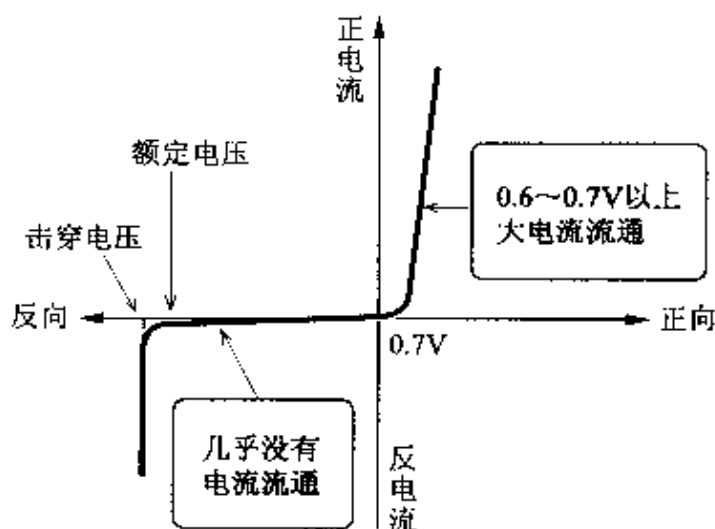 正电流
额定电压
击穿电压
0.6～0.7V以上
大电流流通
反向
正向
0.7V
几乎没有
电流流通
反电流